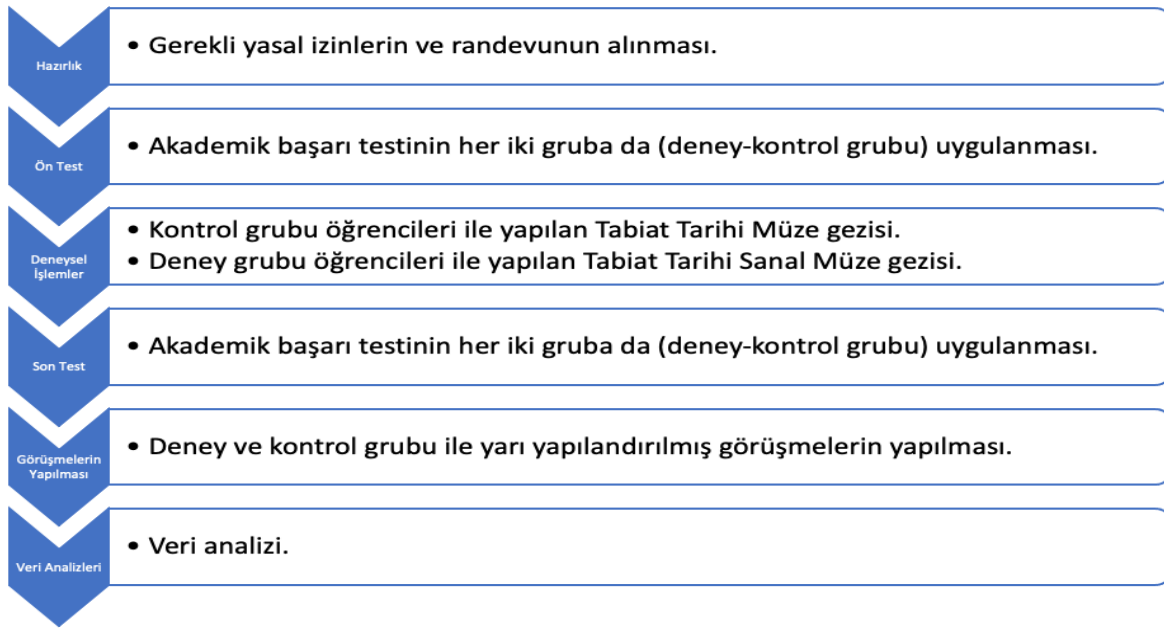 Hazırlık
• Gerekli yasal izinlerin ve randevunun alınması.
Ön Test
• Akademik başarı testinin her iki gruba da (deney-kontrol grubu) uygulanması.
Deneysel
İşlemler
• Kontrol grubu öğrencileri ile yapılan Tabiat Tarihi Müze gezisi.
• Deney grubu öğrencileri ile yapılan Tabiat Tarihi Sanal Müze gezisi.
Son Test
• Akademik başarı testinin her iki gruba da (deney-kontrol grubu) uygulanması.
Görüşmelerin
Yapılması
• Deney ve kontrol grubu ile yarı yapılandırılmış görüşmelerin yapılması.
Veri Analizleri
• Veri analizi.